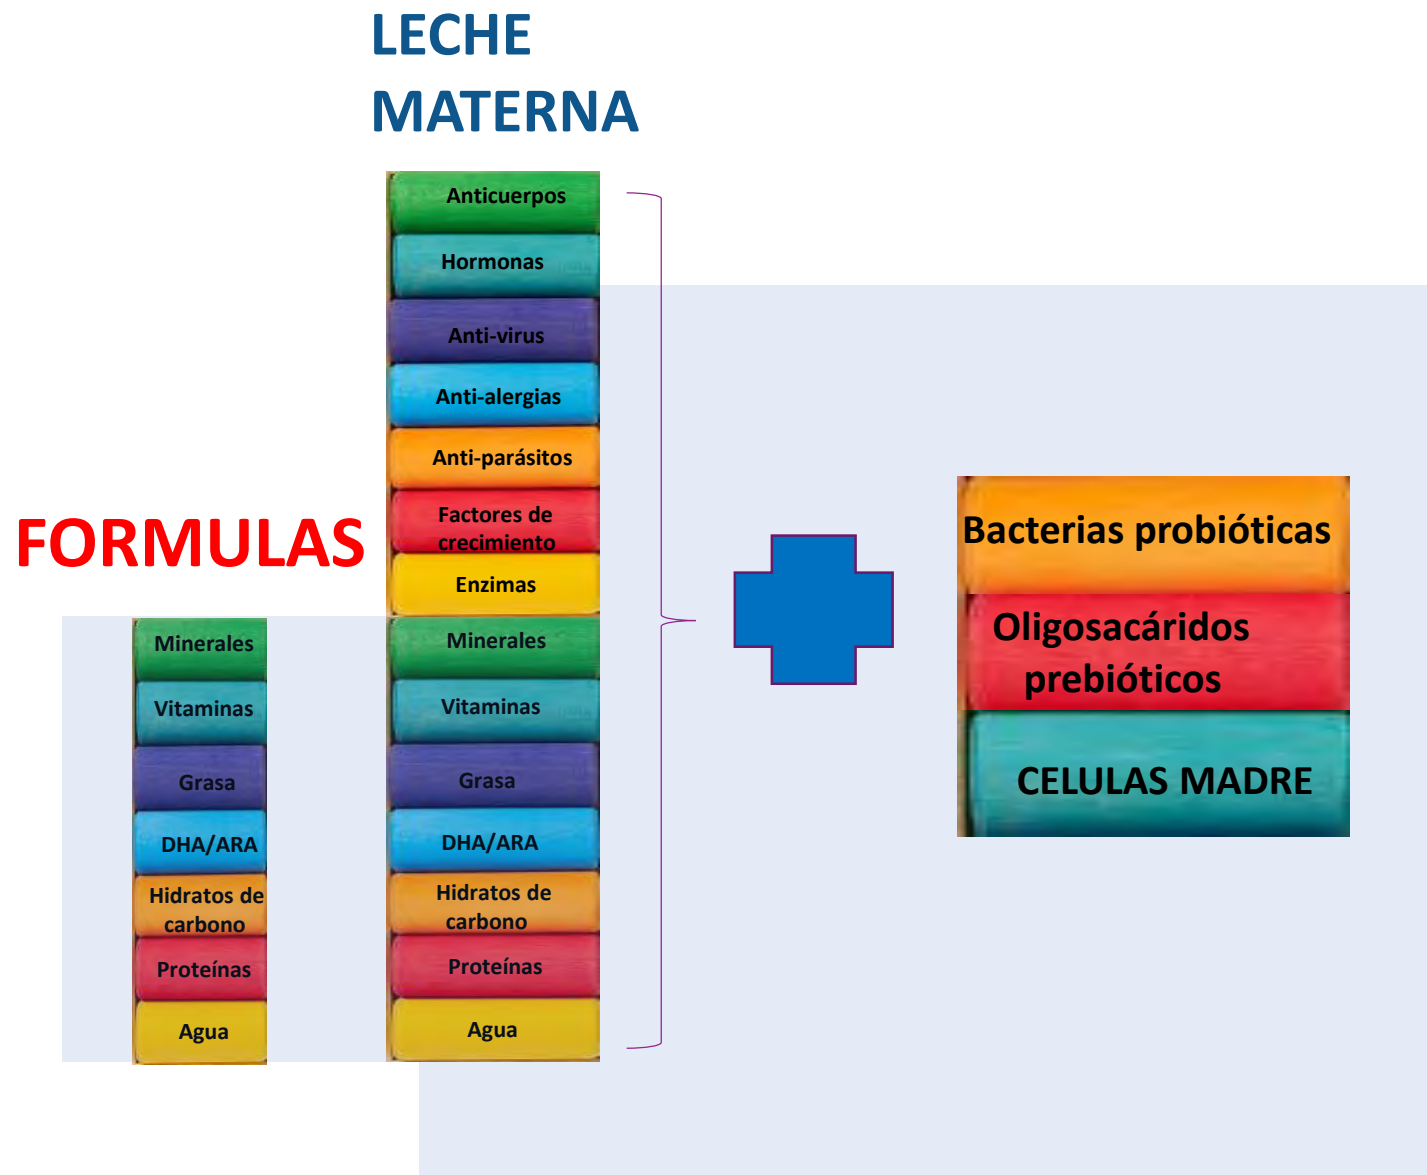 LECHE
MATERNA
Anticuerpos
Hormonas
Anti-virus
Anti-alergias
Anti-parásitos
Factores de
crecimiento
Enzimas
Minerales
Vitaminas
Grasa
DHA/ARA
Hidratos de
carbono
Proteínas
Agua
FORMULAS
Minerales
Vitaminas
Grasa
DHA/ARA
Hidratos de
carbono
Proteínas
Agua
Bacterias probióticas
Oligosacáridos
prebióticos
CELULAS MADRE